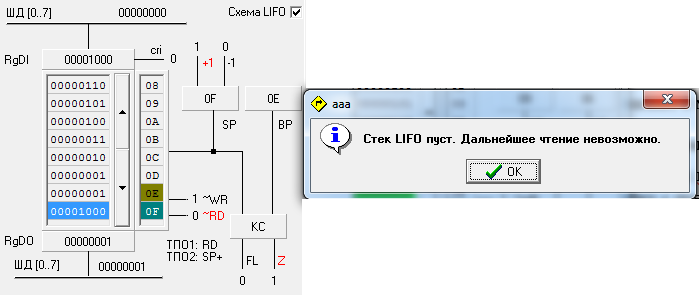 ШД [0..7] 00000000 Схема LIFO
cri 1 0
RgDI 00001000 0 +1 -1
00000110 08
00000101 09 0F 0E
00000100 0A
00000011 0B SP BP
00000010 0C
00000001 0D
00000001 0E 1 ~WR
00001000 0F 0 ~RD
КС
RgDO 00000001 ТПО1: RD
ТПО2: SP+ FL Z
ШД [0..7] 00000001 0 1
aaa
Стек LIFO пуст. Дальнейшее чтение невозможно.
OK